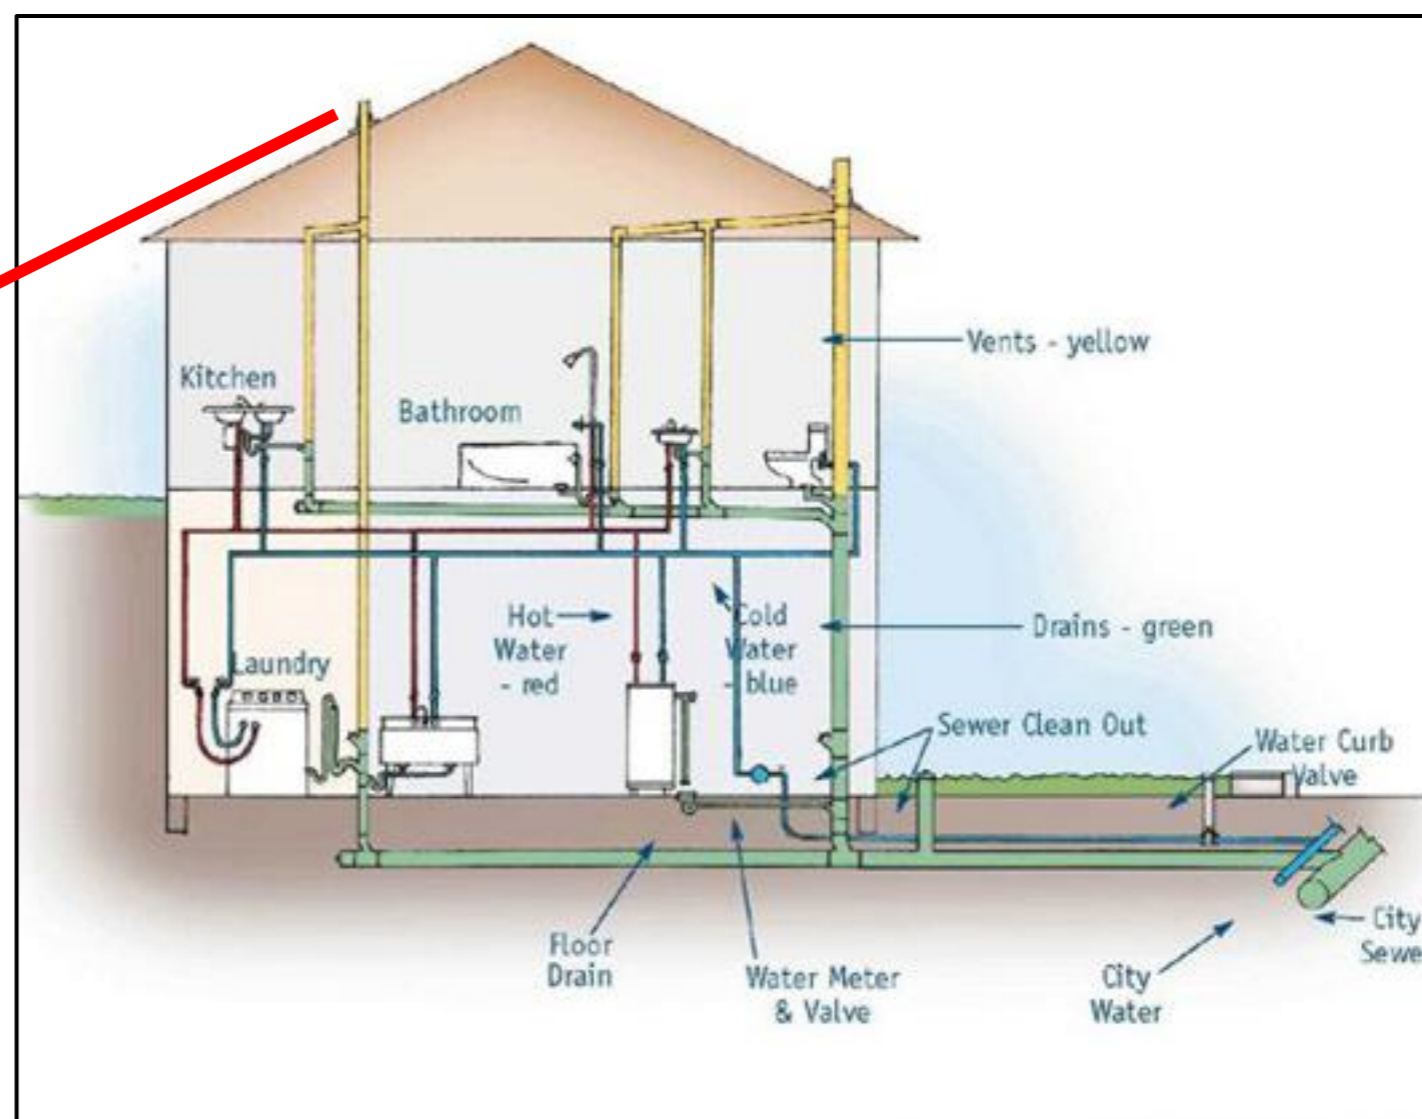 Kitchen
Bathroom
Vents - yellow
Hot
Water
- red
Cold
Water
- blue
Drains - green
Laundry
Sewer Clean Out
Water Curb
Valve
Floor
Drain
Water Meter
& Valve
City
Water
City
Sewe